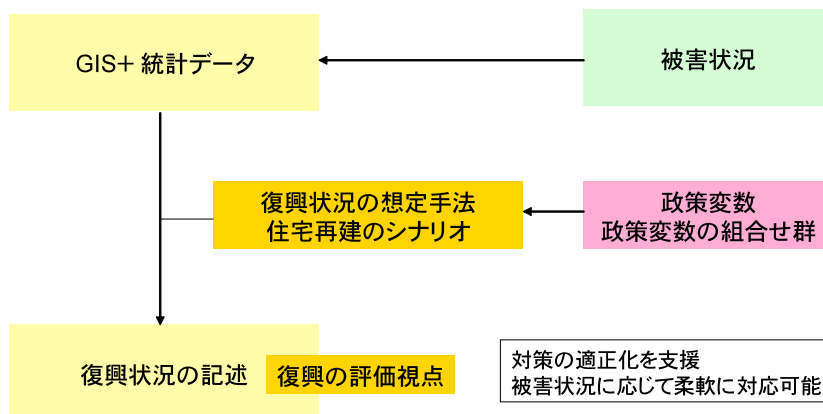 GIS+ 統計データ
被害状況
復興状況の想定手法
住宅再建のシナリオ
政策変数
政策変数の組合せ群
復興状況の記述
復興の評価視点
対策の適正化を支援
被害状況に応じて柔軟に対応可能